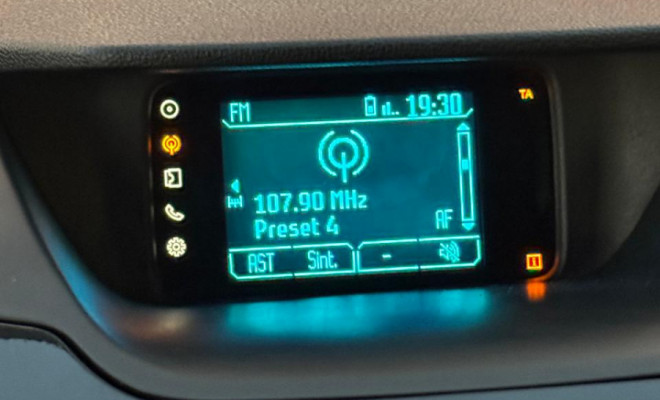 FM 19:30
TA
107.90 MHz
Preset 4
AF
AST Sint. -
i